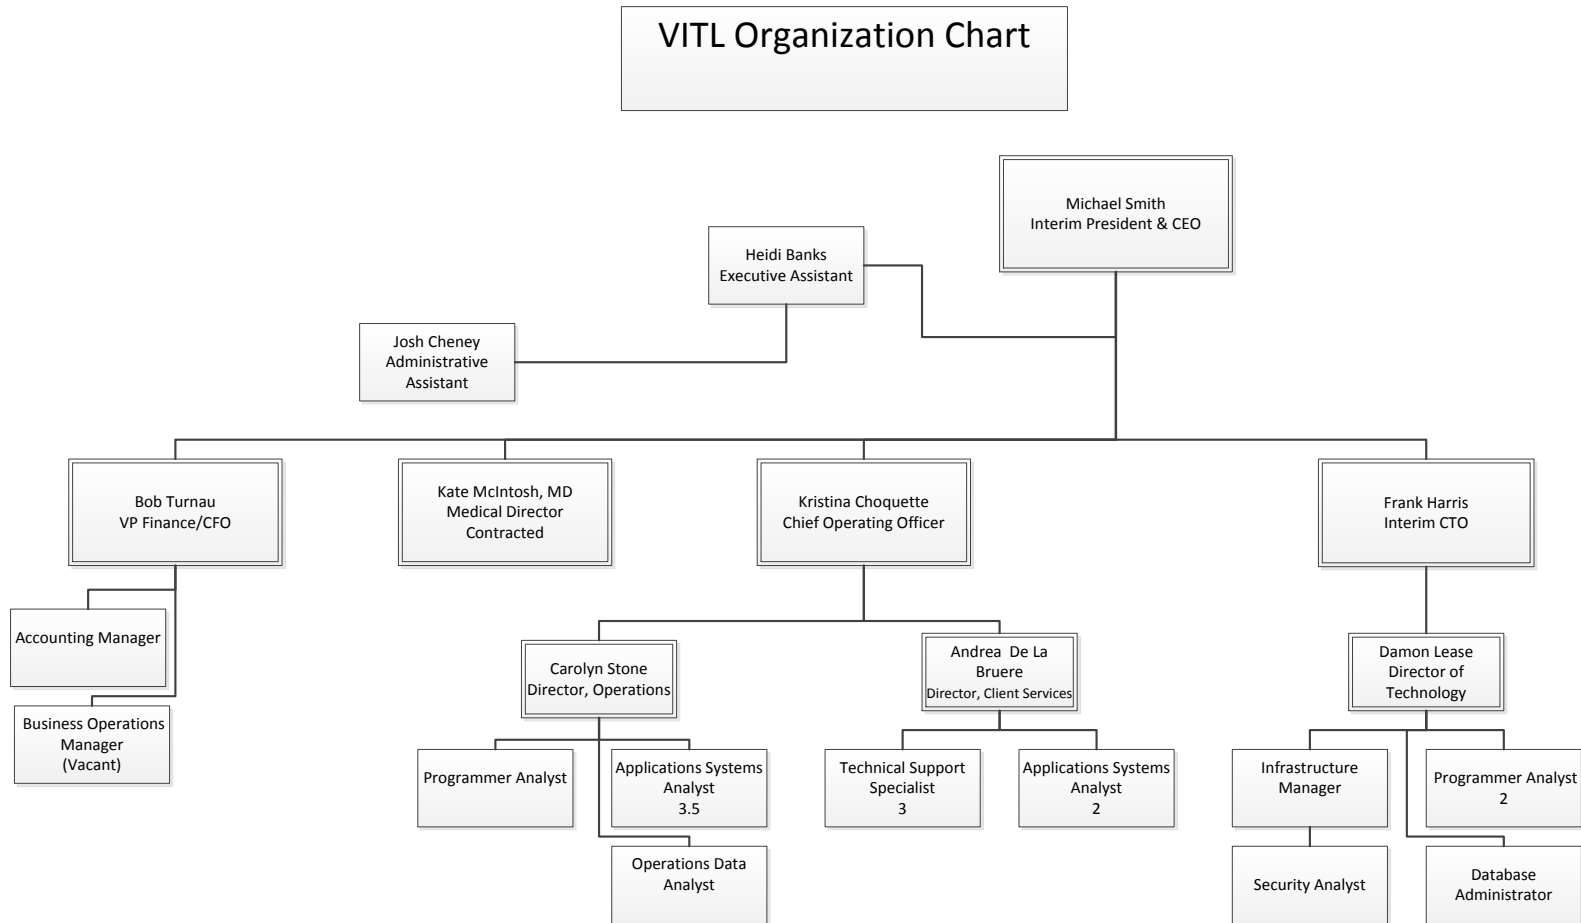 VITL Organization Chart
Michael Smith
Interim President & CEO
Heidi Banks
Executive Assistant
Josh Cheney
Administrative
Assistant
Bob Turnau
VP Finance/CFO
Kate McIntosh, MD
Medical Director
Contracted
Kristina Choquette
Chief Operating Officer
Frank Harris
Interim CTO
Accounting Manager
Business Operations
Manager
(Vacant)
Carolyn Stone
Director, Operations
Andrea  De La
Bruere
Director, Client Services
Damon Lease
Director of
Technology
Programmer Analyst
Applications Systems
Analyst
3.5
Technical Support
Specialist
3
Applications Systems
Analyst
2
Infrastructure
Manager
Programmer Analyst
2
Operations Data
Analyst
Security Analyst
Database
Administrator